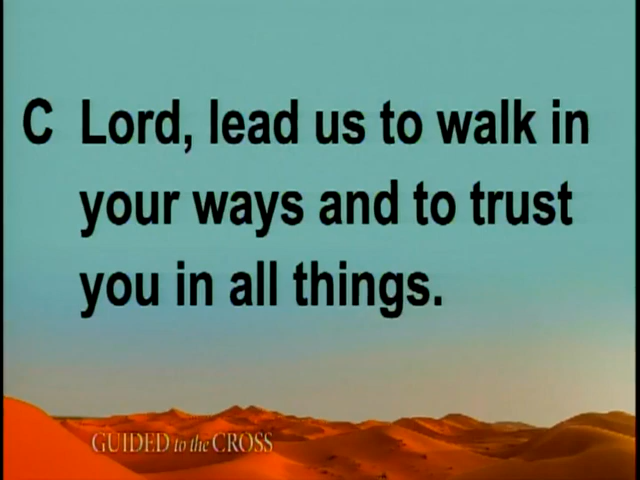 C Lord, lead us to walk in
your ways and to trust
you in all things.
GUIDED to the CROSS